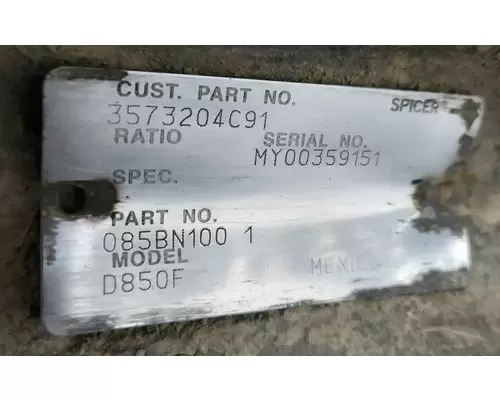 CUST. PART NO. SPICER®
3573204C91
RATIO SERIAL NO.
MY00359151
SPEC.
PART NO.
085BN100 1
MODEL MEXICO
D850F